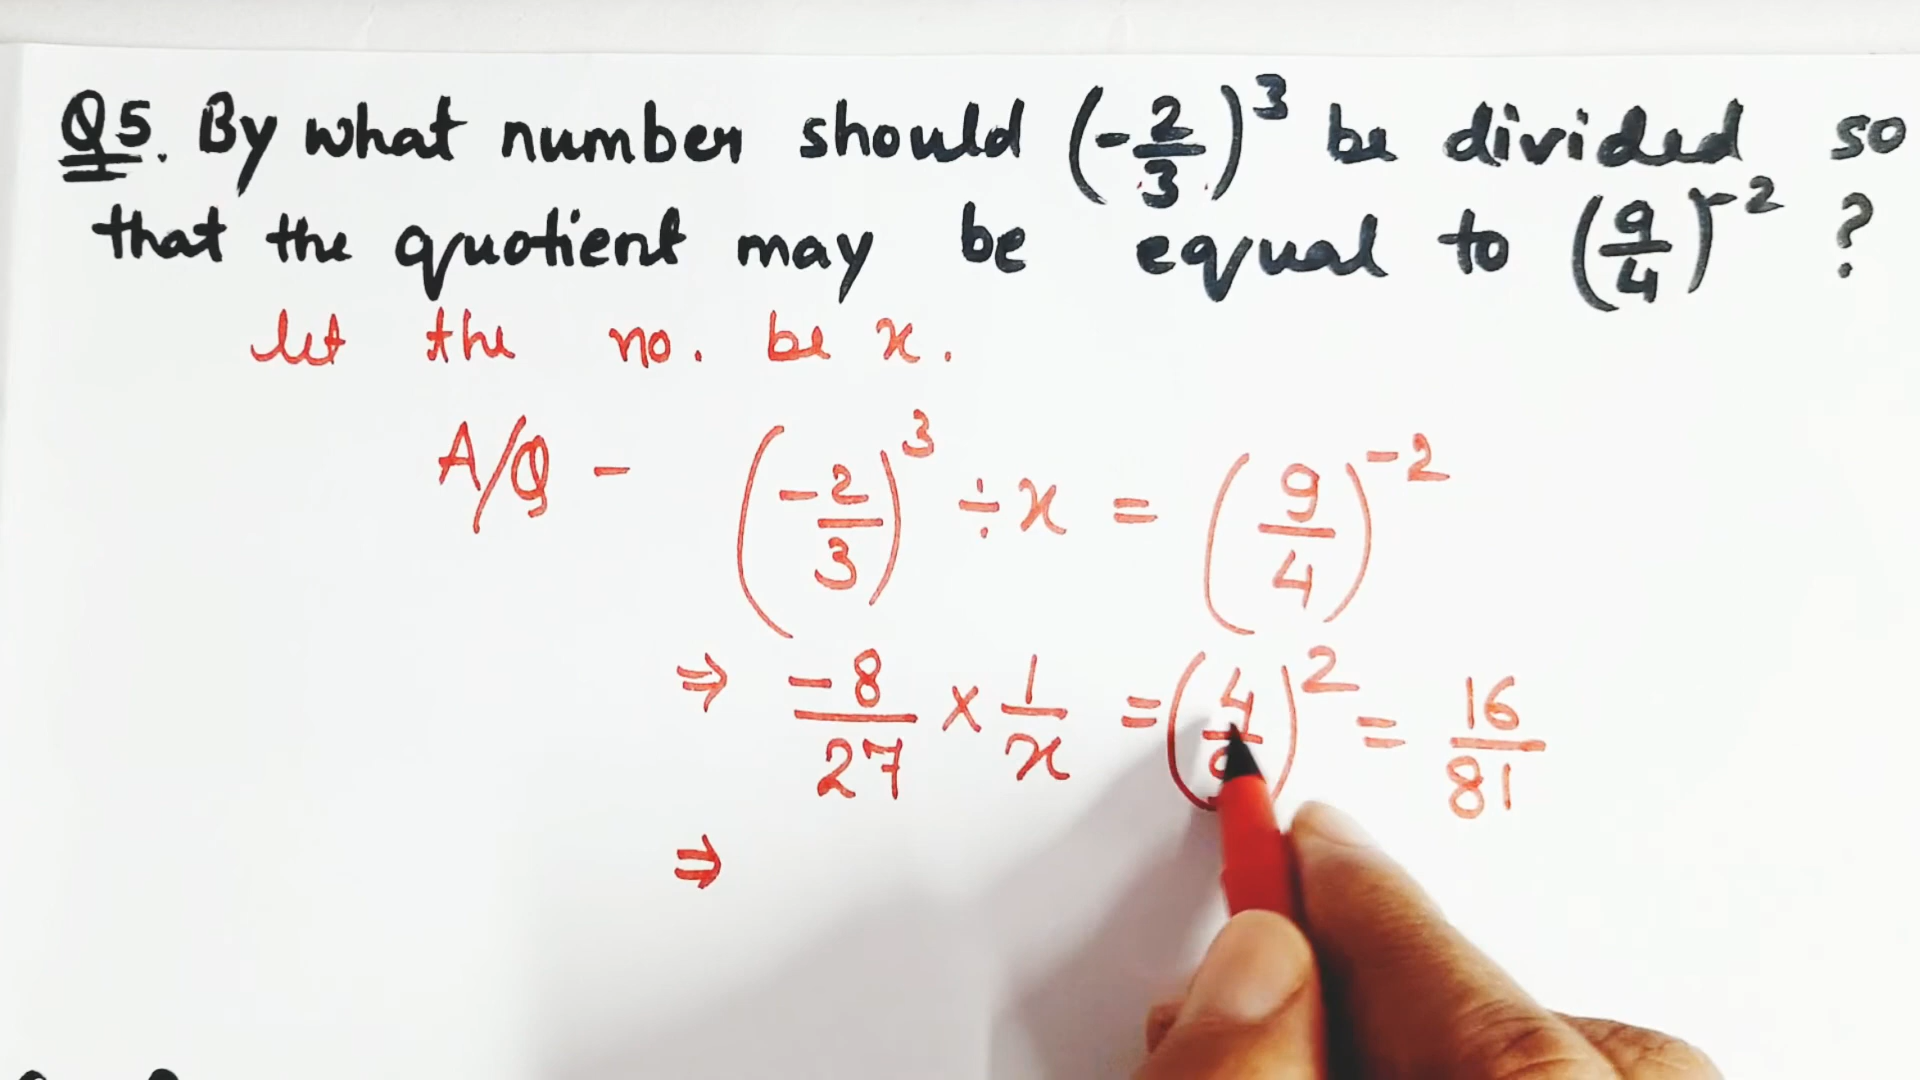 Q5. By what number should (-2/3)^3 be divided so
that the quotient may be equal to (9/4)^-2 ?
let the no. be x.
A/Q - (-2/3)^3 ÷ x = (9/4)^-2
⇒ -8/27 × 1/x = (4/9)^2 = 16/81
⇒